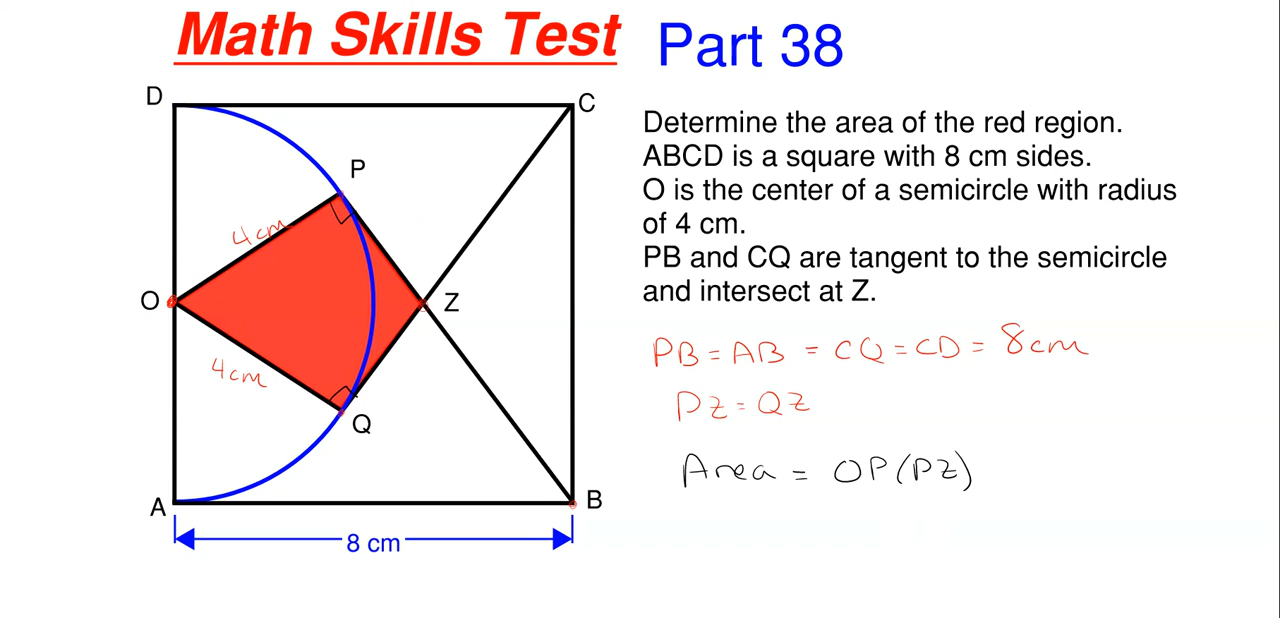 Math Skills Test Part 38
D
C
P
4cm
O
Z
4cm
Q
A
B
8 cm
Determine the area of the red region.
ABCD is a square with 8 cm sides.
O is the center of a semicircle with radius
of 4 cm.
PB and CQ are tangent to the semicircle
and intersect at Z.
PB = AB = CQ = CD = 8cm
PZ = QZ
Area = OP(PZ)